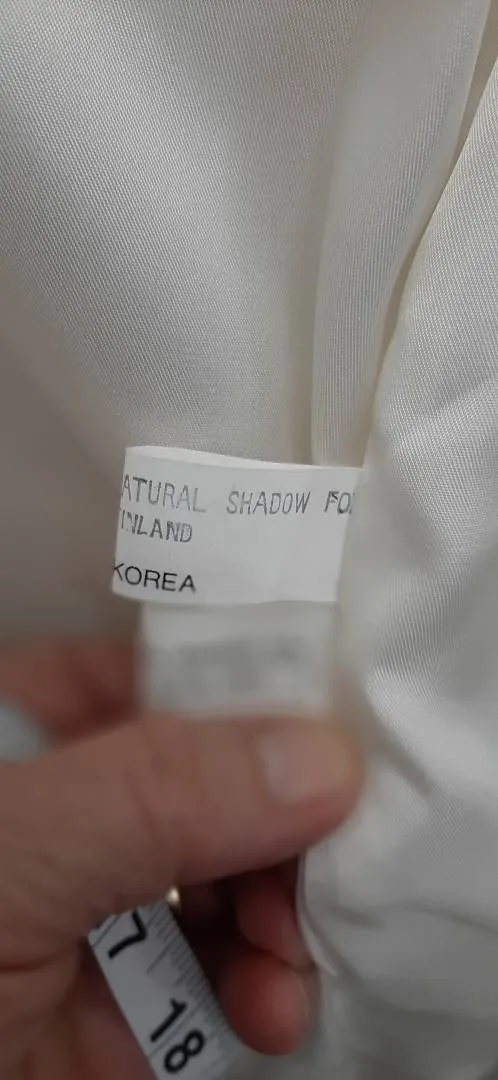 ATURAL SHADOW FO
INLAND
KOREA
7
18